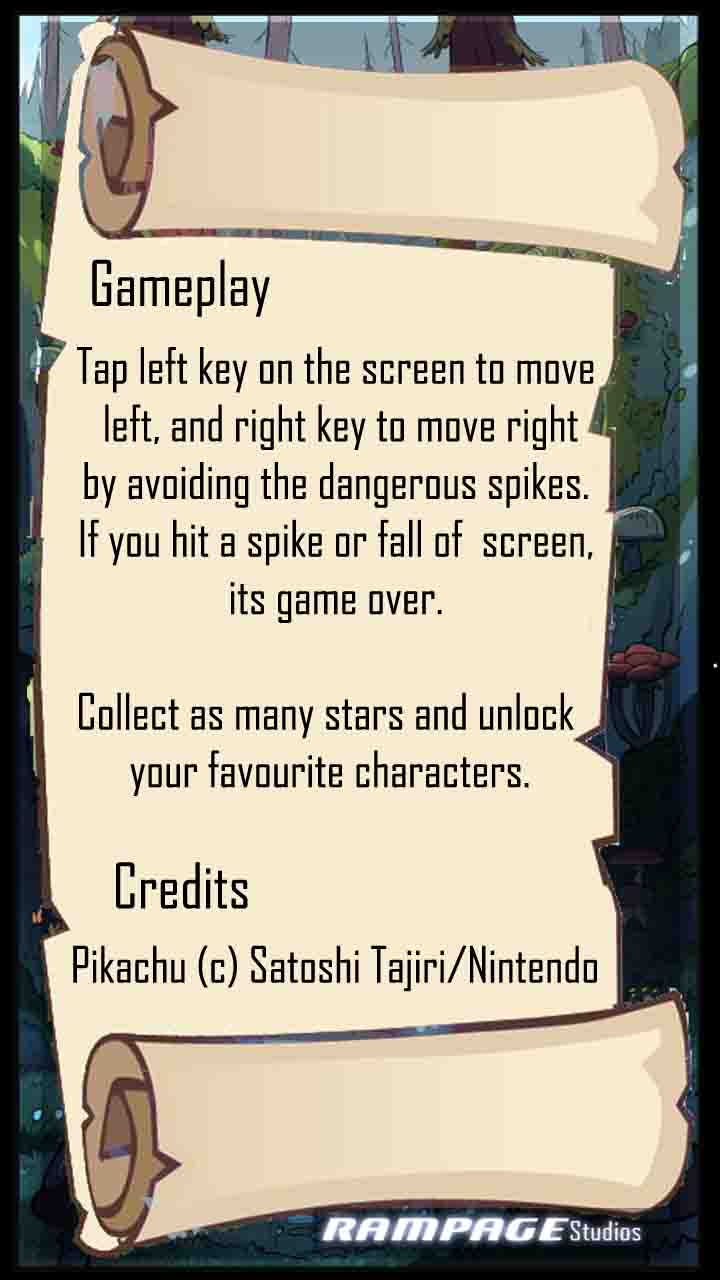 Gameplay
Tap left key on the screen to move
left, and right key to move right
by avoiding the dangerous spikes.
If you hit a spike or fall of screen,
its game over.
Collect as many stars and unlock
your favourite characters.
Credits
Pikachu (c) Satoshi Tajiri/Nintendo
RAMPAGE Studios